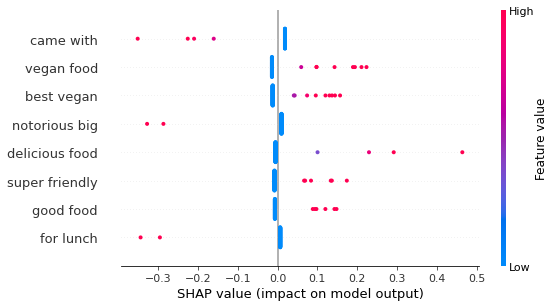 High
came with
vegan food
best vegan
notorious big
delicious food
super friendly
good food
for lunch
Feature value
Low
−0.3 −0.2 −0.1 0.0 0.1 0.2 0.3 0.4 0.5
SHAP value (impact on model output)